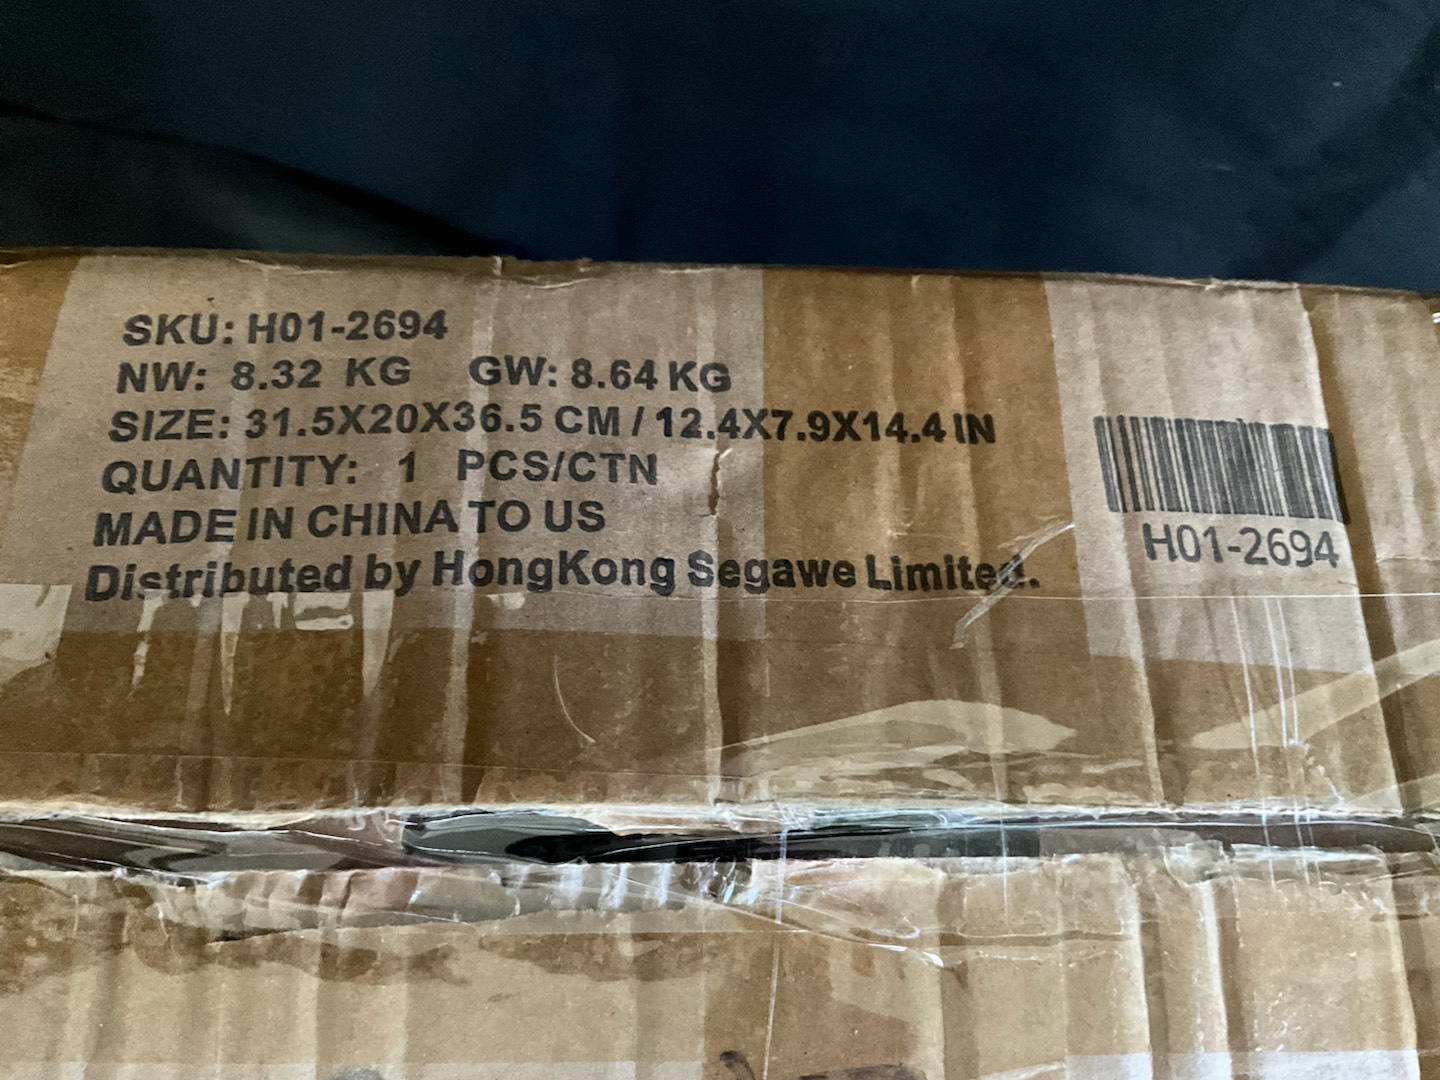 SKU: H01-2694
NW: 8.32 KG GW: 8.64 KG
SIZE: 31.5X20X36.5 CM / 12.4X7.9X14.4 IN
QUANTITY: 1 PCS/CTN
MADE IN CHINA TO US
Distributed by HongKong Segawe Limited.
H01-2694